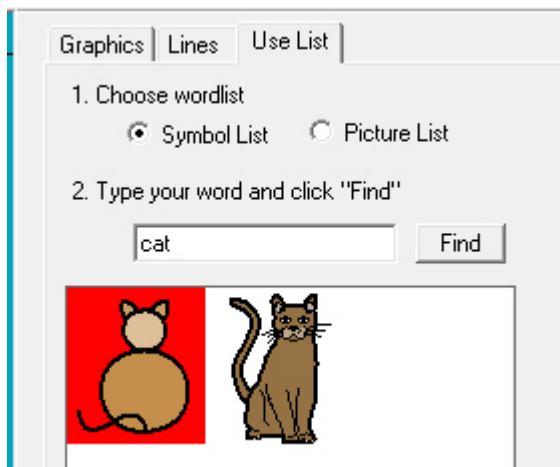 Graphics Lines Use List
1. Choose wordlist
Symbol List Picture List
2. Type your word and click "Find"
cat Find